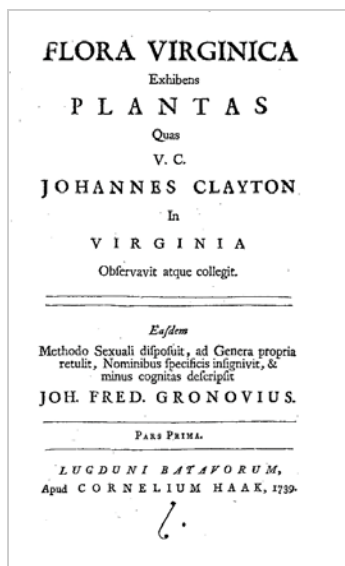 FLORA VIRGINICA
Exhibens
PLANTAS
Quas
V. C.
JOHANNES CLAYTON
In
VIRGINIA
Obſervavit atque collegit.
Eaſdem
Methodo Sexuali diſpoſuit, ad Genera propria
retulit, Nominibus ſpecificis inſignivit, &
minus cognitas deſcripſit
JOH. FRED. GRONOVIUS.
PARS PRIMA.
LUGDUNI BATAVORUM,
Apud CORNELIUM HAAK, 1739.